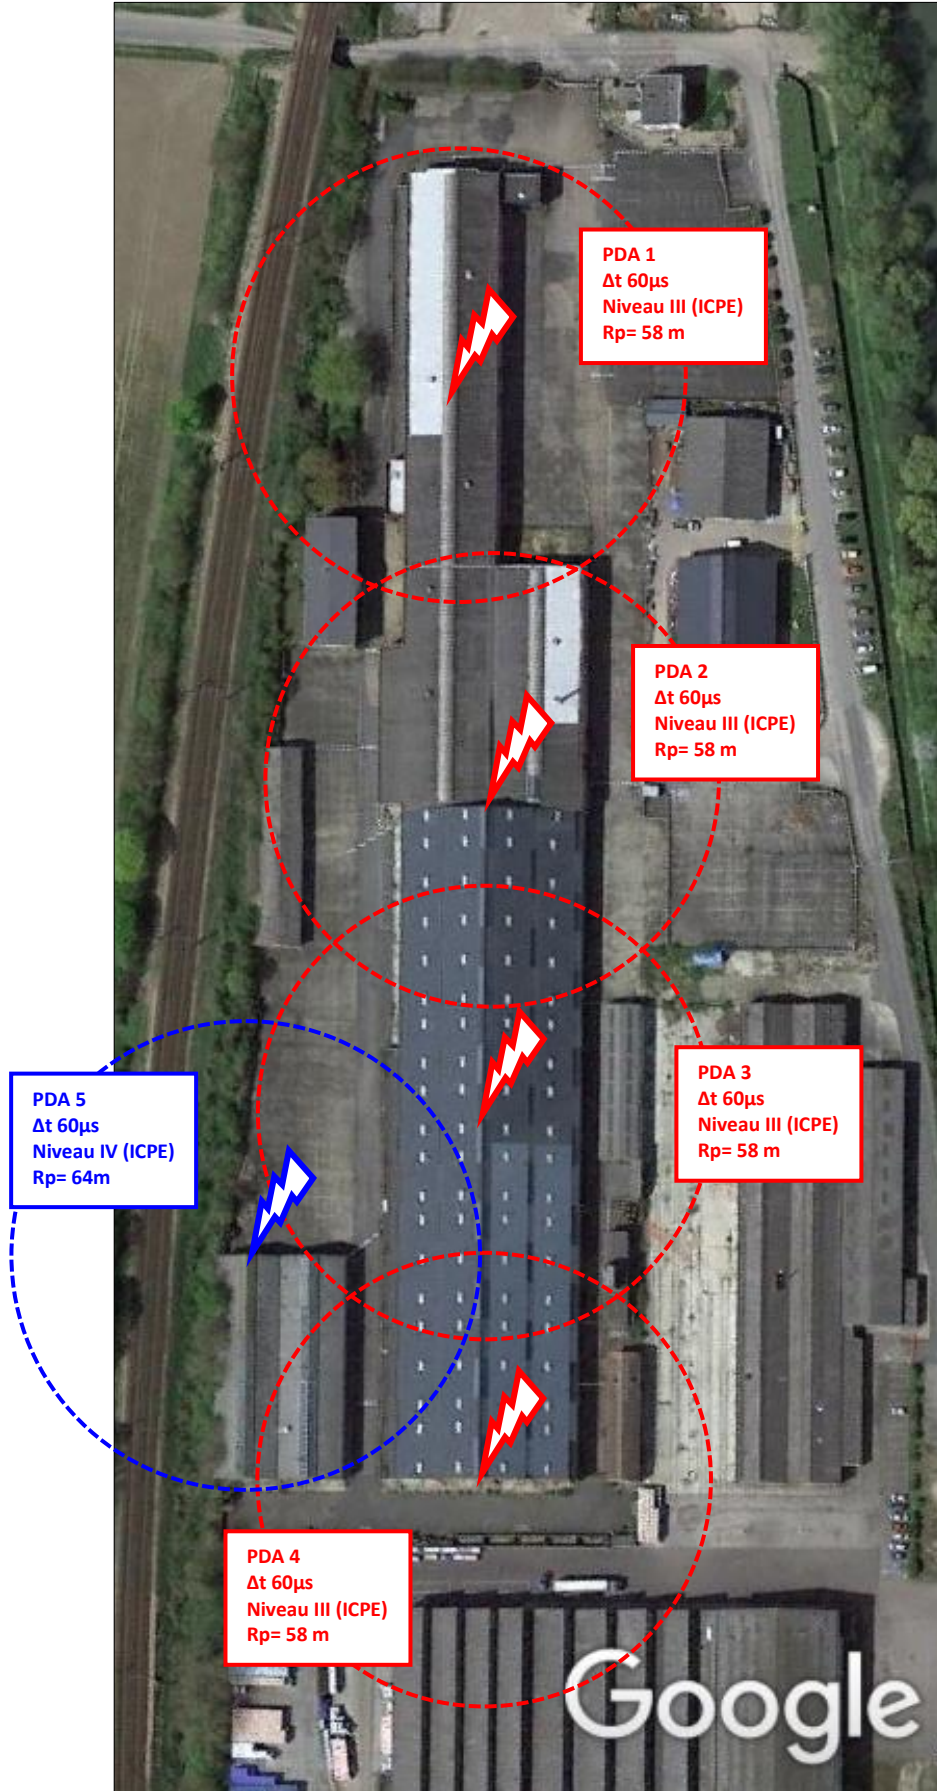 PDA 1
Δt 60µs
Niveau III (ICPE)
Rp= 58 m
PDA 2
Δt 60µs
Niveau III (ICPE)
Rp= 58 m
PDA 3
Δt 60µs
Niveau III (ICPE)
Rp= 58 m
PDA 5
Δt 60µs
Niveau IV (ICPE)
Rp= 64m
PDA 4
Δt 60µs
Niveau III (ICPE)
Rp= 58 m
Google